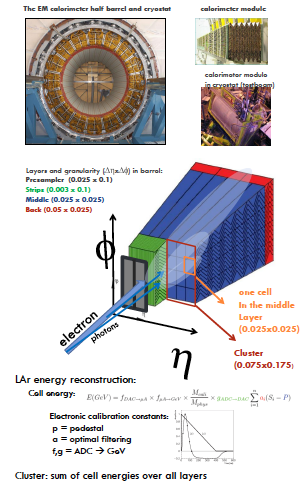 The EM calorimeter half barrel and cryostat
calorimeter module
calorimeter module
in cryostat (testbeam)
Layers and granularity (ΔηxΔϕ) in barrel:
Presampler (0.025 x 0.1)
Strips (0.003 x 0.1)
Middle (0.025 x 0.025)
Back (0.05 x 0.025)
ϕ
one cell
In the middle
Layer
(0.025x0.025)
electron
photons
η
Cluster
(0.075x0.175)
LAr energy reconstruction:
Cell energy:
Electronic calibration constants:
p = pedestal
a = optimal filtering
f,g = ADC → GeV
Cluster: sum of cell energies over all layers